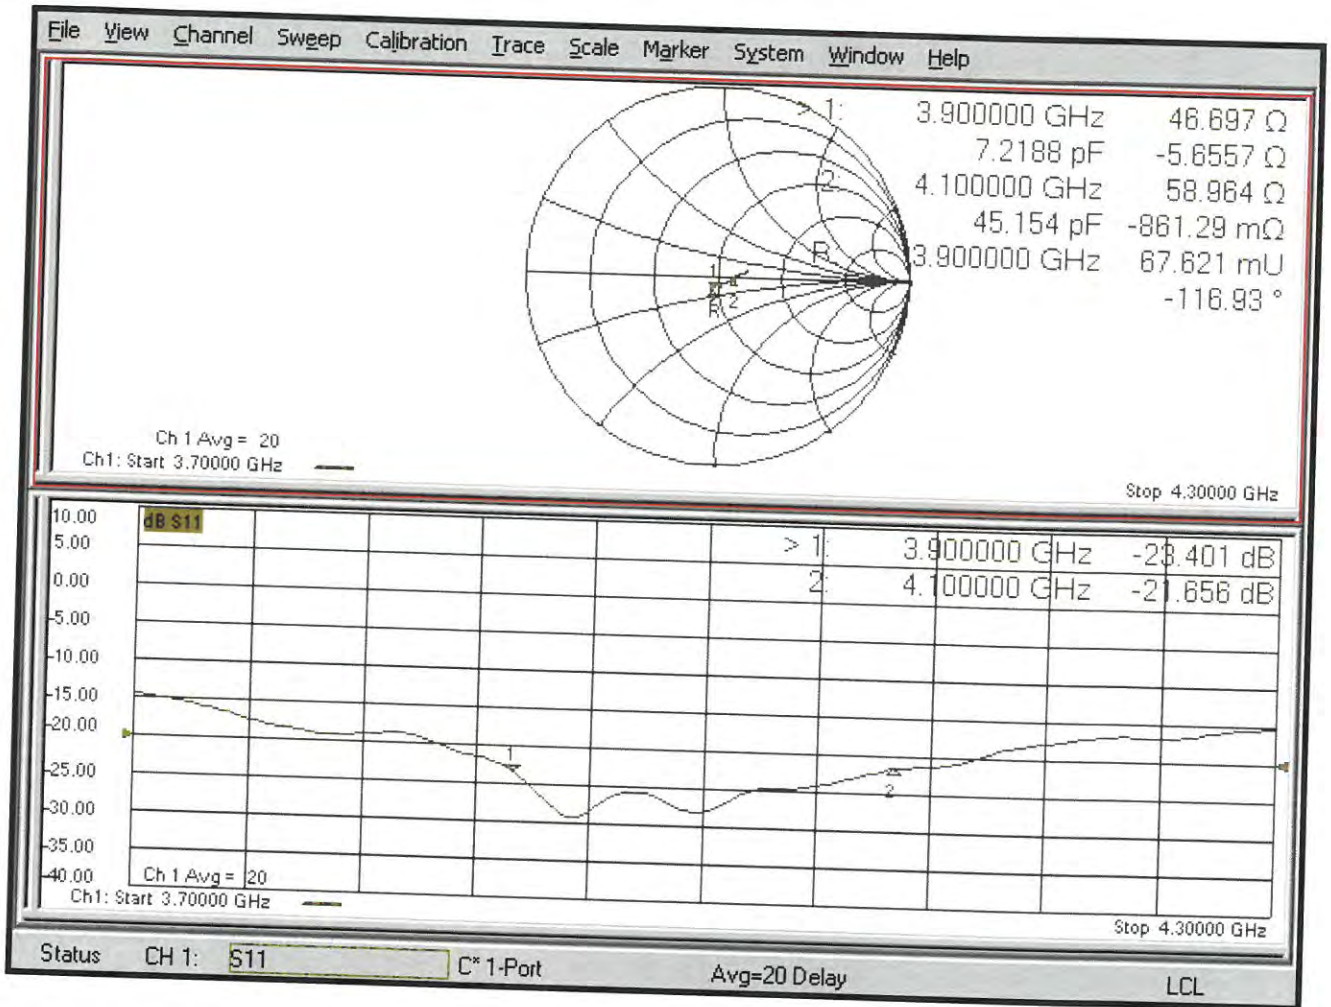 File View Channel Sweep Calibration Trace Scale Marker System Window Help
> 1: 3.900000 GHz 46.697 Ω
7.2188 pF -5.6557 Ω
2: 4.100000 GHz 58.964 Ω
45.154 pF -861.29 mΩ
R 3.900000 GHz 67.621 mU
-116.93 °
1
R 2
Ch 1 Avg = 20
Ch1: Start 3.70000 GHz
Stop 4.30000 GHz
10.00
dB S11
5.00
> 1: 3.900000 GHz -23.401 dB
0.00
2: 4.100000 GHz -21.656 dB
-5.00
-10.00
-15.00
-20.00
1
-25.00
2
-30.00
-35.00
-40.00
Ch 1 Avg = 20
Ch1: Start 3.70000 GHz
Stop 4.30000 GHz
Status CH 1: S11 C* 1-Port Avg=20 Delay LCL